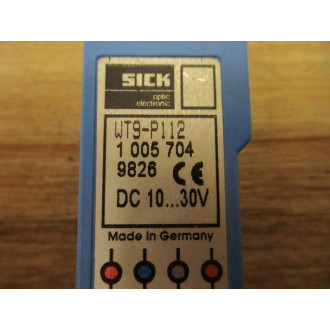 SICK
optic
electronic
WT9-P112
1 005 704
9826 CE
DC 10...30V
Made in Germany